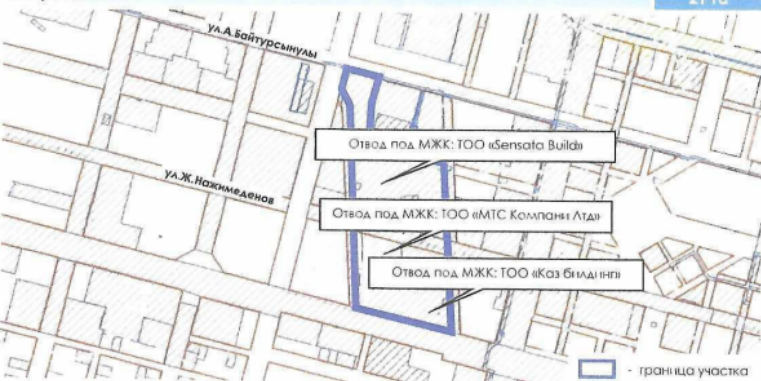 ул.А.Байтурсынулы
Отвод под МЖК: ТОО «Sensata Build»
ул.Ж.Нажимеденов
Отвод под МЖК: ТОО «МТС Компани Лтд»
Отвод под МЖК: ТОО «Каз билдинг»
- граница участка